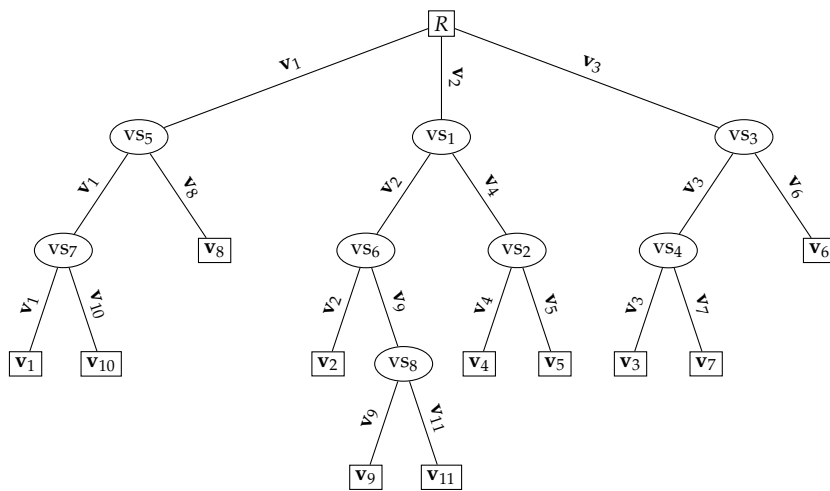 R
v₁ v₂ v₃
vs₅ vs₁ vs₃
v₁ v₈ v₂ v₄ v₃ v₆
vs₇ v₈ vs₆ vs₂ vs₄ v₆
v₁ v₁₀ v₂ v₉ v₄ v₅ v₃ v₇
v₁ v₁₀ v₂ vs₈ v₄ v₅ v₃ v₇
v₉ v₁₁
v₉ v₁₁